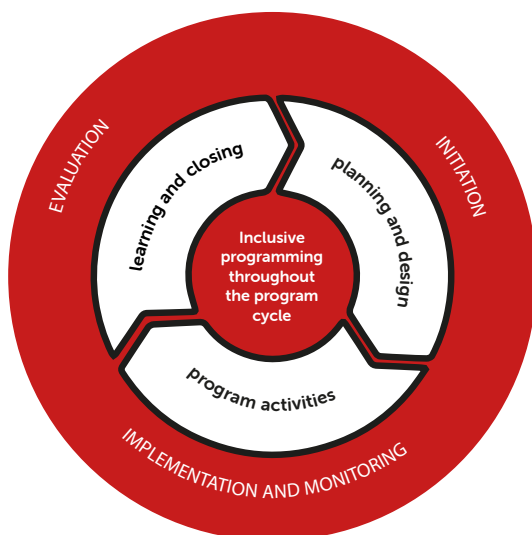 EVALUATION
INITIATION
learning and closing
planning and design
Inclusive
programming
throughout
the program
cycle
program activities
IMPLEMENTATION AND MONITORING